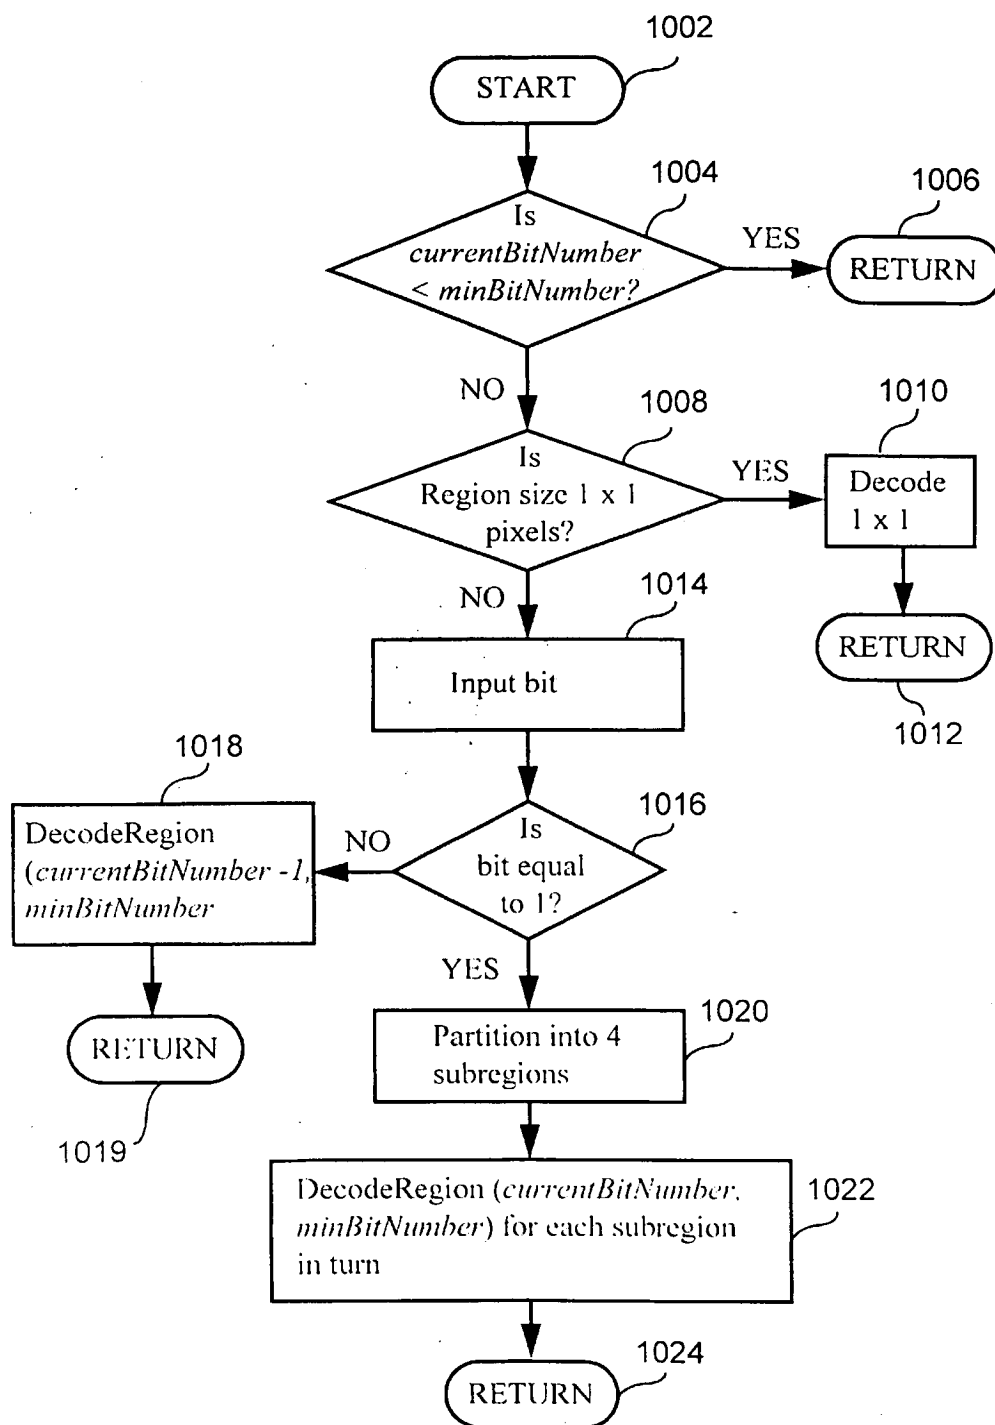 1002
START
1004
Is
currentBitNumber
< minBitNumber?
YES
1006
RETURN
NO
1008
Is
Region size 1 x 1
pixels?
YES
1010
Decode
1 x 1
RETURN
1012
NO
1014
Input bit
1016
Is
bit equal
to 1?
NO
1018
DecodeRegion
(currentBitNumber -1,
minBitNumber
RETURN
1019
YES
1020
Partition into 4
subregions
1022
DecodeRegion (currentBitNumber,
minBitNumber) for each subregion
in turn
1024
RETURN